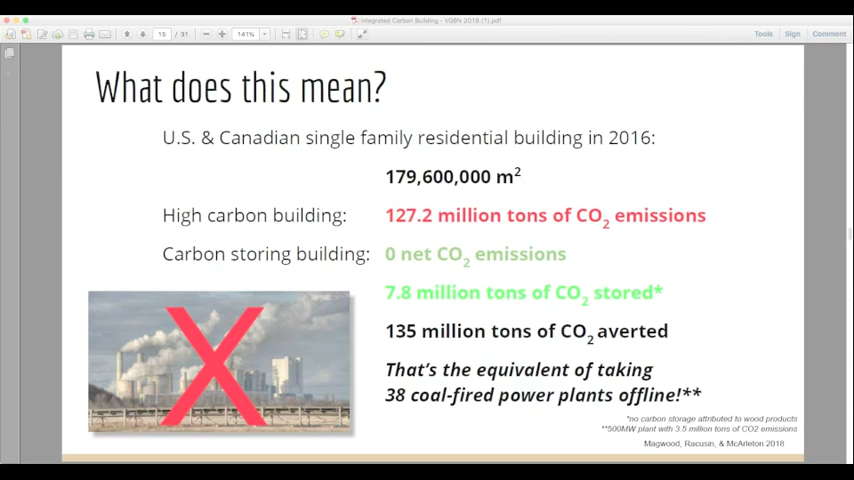 Integrated Carbon Building - VGBN 2018 (1).pdf
15 / 31 141% Tools Sign Comment
What does this mean?
U.S. & Canadian single family residential building in 2016:
179,600,000 m²
High carbon building: 127.2 million tons of CO₂ emissions
Carbon storing building: 0 net CO₂ emissions
7.8 million tons of CO₂ stored*
135 million tons of CO₂ averted
That's the equivalent of taking
38 coal-fired power plants offline!**
*no carbon storage attributed to wood products
**500MW plant with 3.5 million tons of CO2 emissions
Magwood, Racusin, & McArleton 2018